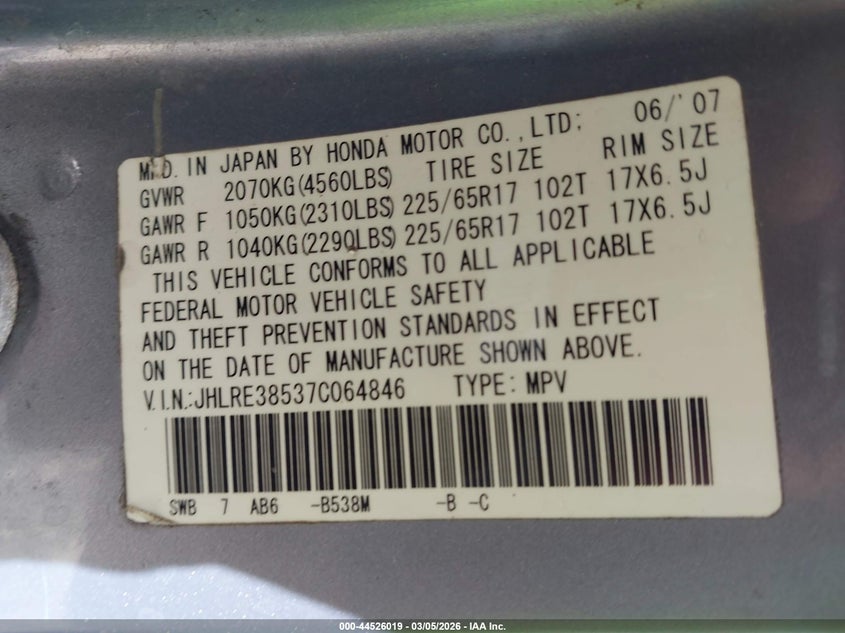 MFD. IN JAPAN BY HONDA MOTOR CO.,LTD; 06/'07
GVWR 2070KG(4560LBS) TIRE SIZE RIM SIZE
GAWR F 1050KG(2310LBS) 225/65R17 102T 17X6.5J
GAWR R 1040KG(2290LBS) 225/65R17 102T 17X6.5J
THIS VEHICLE CONFORMS TO ALL APPLICABLE
FEDERAL MOTOR VEHICLE SAFETY
AND THEFT PREVENTION STANDARDS IN EFFECT
ON THE DATE OF MANUFACTURE SHOWN ABOVE.
V.I.N.:JHLRE38537C064846 TYPE: MPV
SWB 7 AB6 -B538M -B -C
000-44526019 - 03/05/2026 - IAA Inc.